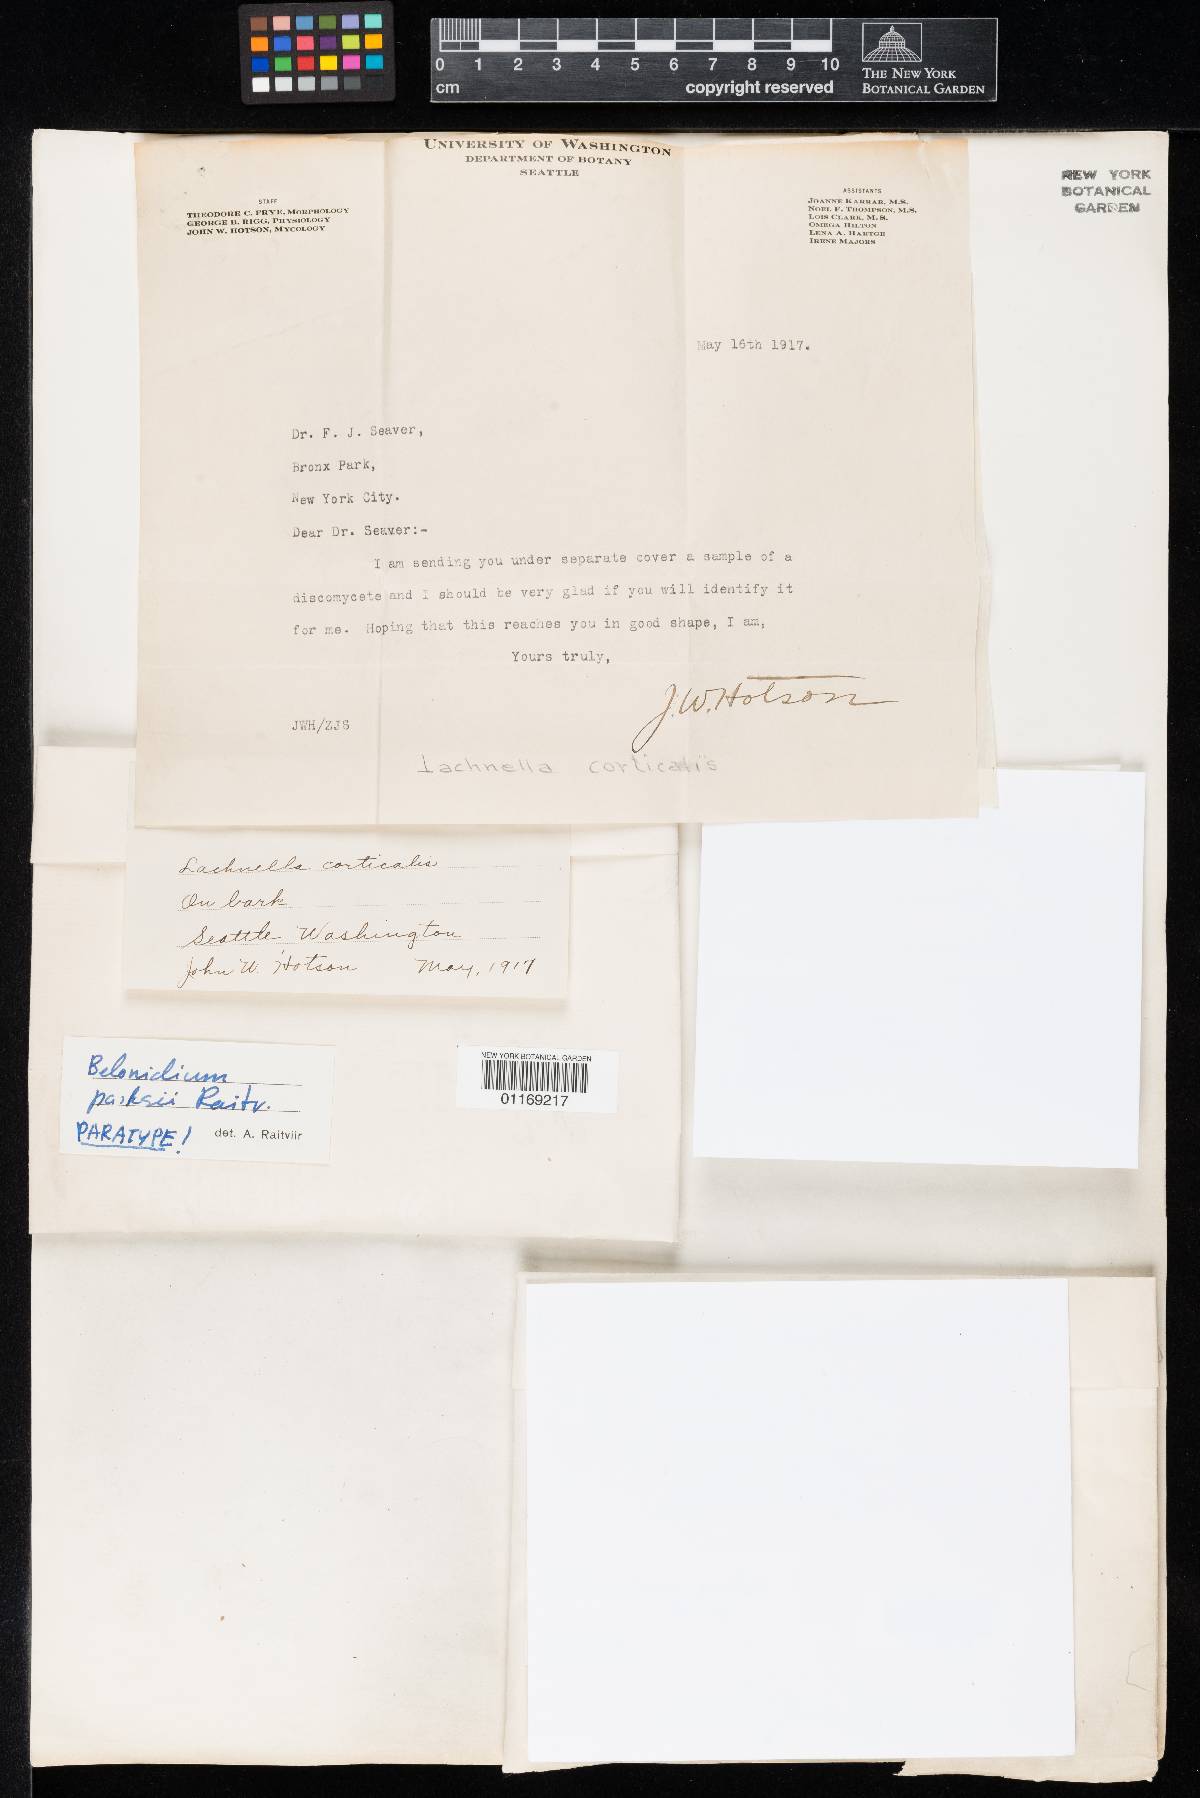 0 1 2 3 4 5 6 7 8 9 10
cm
copyright reserved
THE NEW YORK
BOTANICAL GARDEN
UNIVERSITY OF WASHINGTON
DEPARTMENT OF BOTANY
SEATTLE
NEW YORK
BOTANICAL
GARDEN
STAFF
THEODORE C. FRYE, MORPHOLOGY
GEORGE B. RIGG, PHYSIOLOGY
JOHN W. HOTSON, MYCOLOGY
ASSISTANTS
JOANNE KARRAR, M.S.
NOEL F. THOMPSON, M.S.
LOIS CLARK, M.S.
OMEGA HILTON
LENA A. HARTGE
IRENE MAJORS
May 16th 1917.
Dr. F. J. Seaver,
Bronx Park,
New York City.
Dear Dr. Seaver:-
I am sending you under separate cover a sample of a
discomycete and I should be very glad if you will identify it
for me. Hoping that this reaches you in good shape, I am,
Yours truly,
J.W. Hotson
JWH/ZJS
Lachnella corticalis
Lachnella corticalis
On bark
Seattle Washington
John W. Hotson May, 1917
Belonidium
parksii Raitv.
PARATYPE!
det. A. Raitviir
NEW YORK BOTANICAL GARDEN
01169217